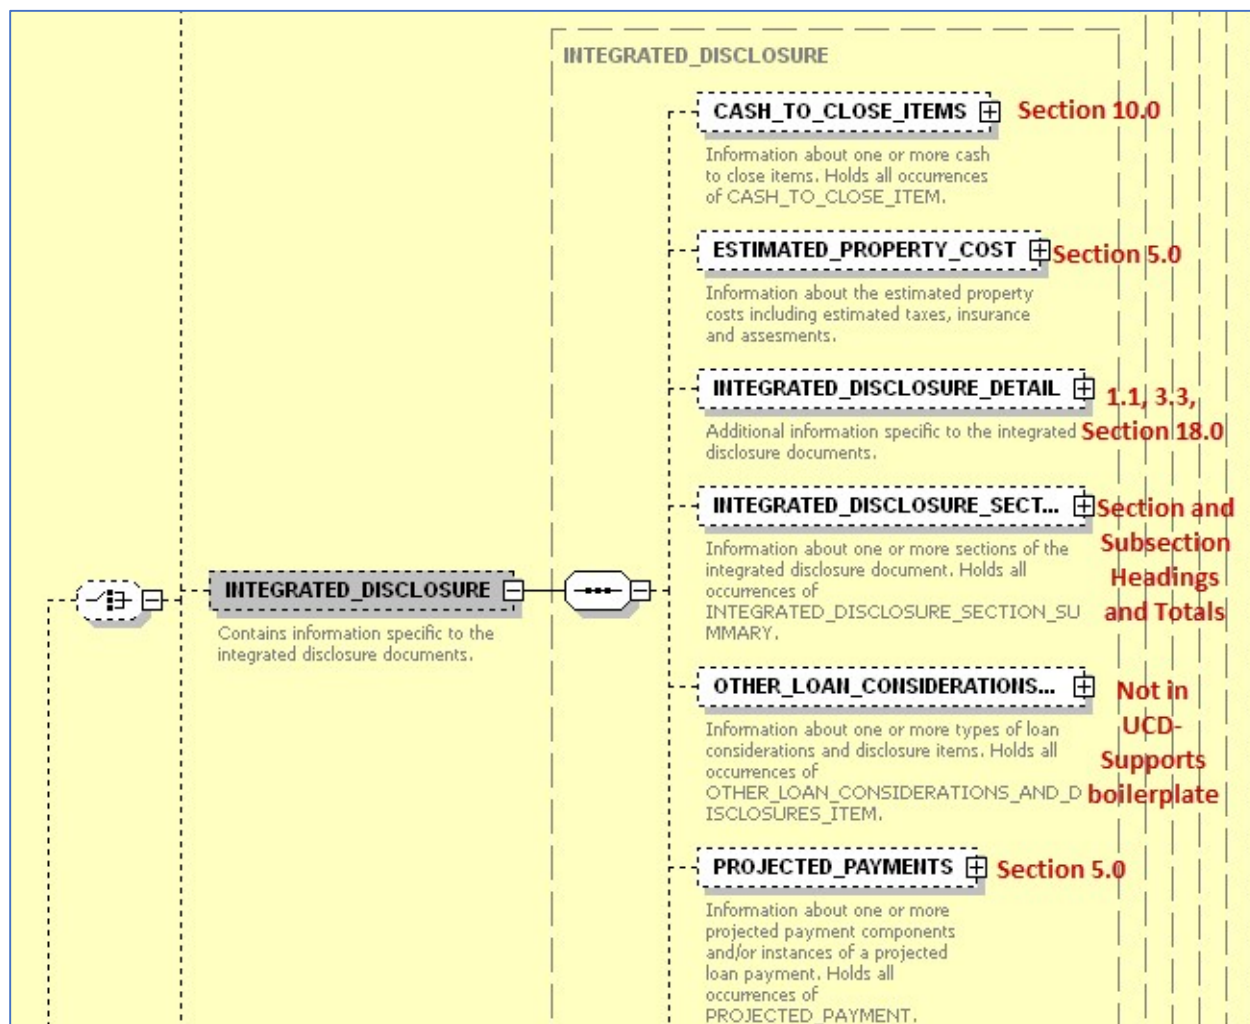 INTEGRATED_DISCLOSURE
CASH_TO_CLOSE_ITEMS Section 10.0
Information about one or more cash
to close items. Holds all occurrences
of CASH_TO_CLOSE_ITEM.
ESTIMATED_PROPERTY_COST Section 5.0
Information about the estimated property
costs including estimated taxes, insurance
and assesments.
INTEGRATED_DISCLOSURE_DETAIL 1.1, 3.3,
Additional information specific to the integrated Section 18.0
disclosure documents.
INTEGRATED_DISCLOSURE_SECT... Section and
Subsection
Headings
and Totals
Information about one or more sections of the
integrated disclosure document. Holds all
occurrences of
INTEGRATED_DISCLOSURE_SECTION_SU
MMARY.
INTEGRATED_DISCLOSURE
Contains information specific to the
integrated disclosure documents.
OTHER_LOAN_CONSIDERATIONS... Not in
UCD-
Supports
boilerplate
Information about one or more types of loan
considerations and disclosure items. Holds all
occurrences of
OTHER_LOAN_CONSIDERATIONS_AND_D
ISCLOSURES_ITEM.
PROJECTED_PAYMENTS Section 5.0
Information about one or more
projected payment components
and/or instances of a projected
loan payment. Holds all
occurrences of
PROJECTED_PAYMENT.